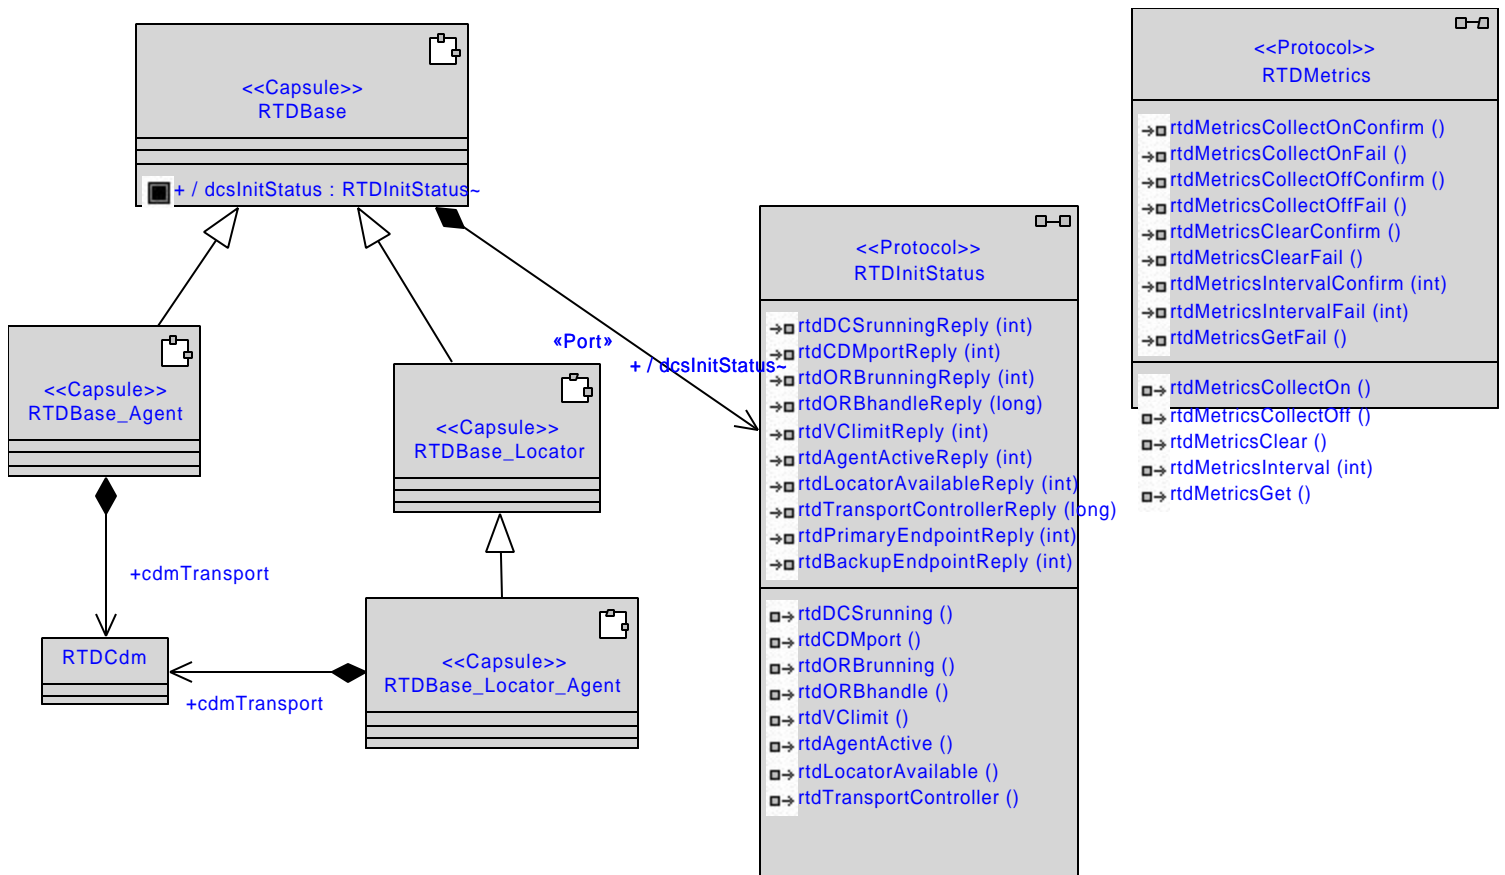 <<Capsule>>
RTDBase
+ / dcsInitStatus : RTDInitStatus~
<<Capsule>>
RTDBase_Agent
<<Capsule>>
RTDBase_Locator
+cdmTransport
RTDCdm
+cdmTransport
<<Capsule>>
RTDBase_Locator_Agent
«Port»
+ / dcsInitStatus~
<<Protocol>>
RTDInitStatus
rtdDCSrunningReply (int)
rtdCDMportReply (int)
rtdORBrunningReply (int)
rtdORBhandleReply (long)
rtdVClimitReply (int)
rtdAgentActiveReply (int)
rtdLocatorAvailableReply (int)
rtdTransportControllerReply (long)
rtdPrimaryEndpointReply (int)
rtdBackupEndpointReply (int)
rtdDCSrunning ()
rtdCDMport ()
rtdORBrunning ()
rtdORBhandle ()
rtdVClimit ()
rtdAgentActive ()
rtdLocatorAvailable ()
rtdTransportController ()
<<Protocol>>
RTDMetrics
rtdMetricsCollectOnConfirm ()
rtdMetricsCollectOnFail ()
rtdMetricsCollectOffConfirm ()
rtdMetricsCollectOffFail ()
rtdMetricsClearConfirm ()
rtdMetricsClearFail ()
rtdMetricsIntervalConfirm (int)
rtdMetricsIntervalFail (int)
rtdMetricsGetFail ()
rtdMetricsCollectOn ()
rtdMetricsCollectOff ()
rtdMetricsClear ()
rtdMetricsInterval (int)
rtdMetricsGet ()